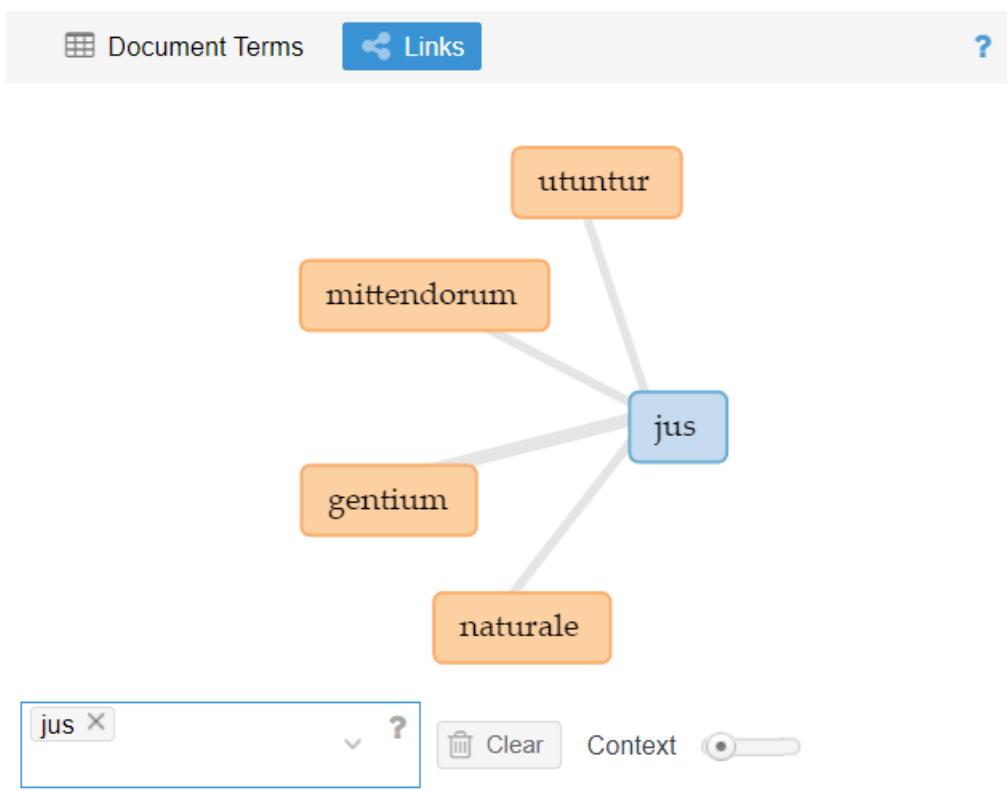 Document Terms Links ?
utuntur
mittendorum
jus
gentium
naturale
jus × ? Clear Context